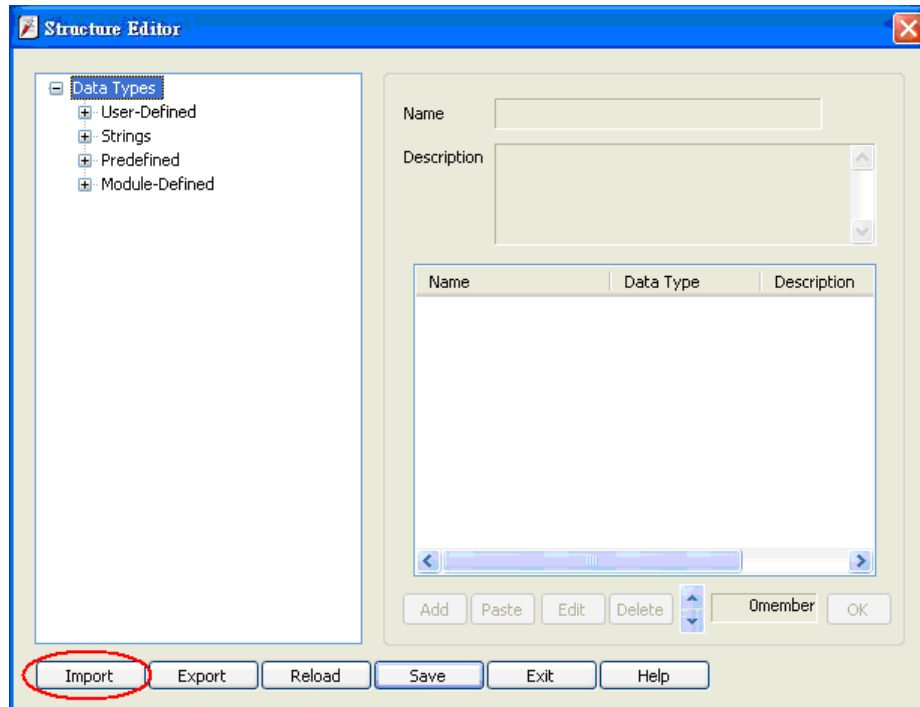 Structure Editor
Data Types
User-Defined
Strings
Predefined
Module-Defined
Name
Description
Name Data Type Description
Add Paste Edit Delete 0member OK
Import Export Reload Save Exit Help